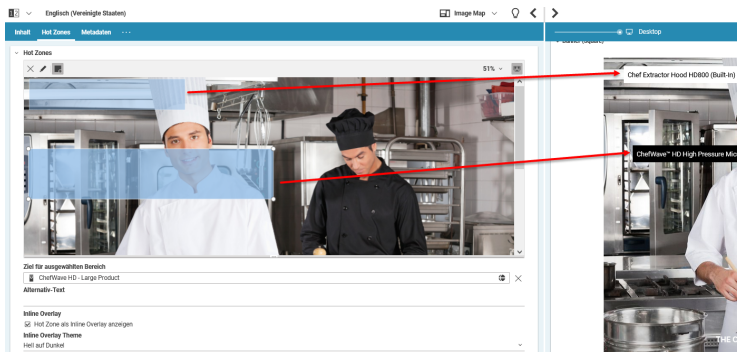 Englisch (Vereinigte Staaten)
Image Map
Inhalt
Hot Zones
Metadaten
···
Desktop
Hot Zones
51%
Chef Extractor Hood HD800 (Built-In)
ChefWave™ HD High Pressure Mic
Ziel für ausgewählten Bereich
ChefWave HD - Large Product
Alternativ-Text
Inline Overlay
Hot Zone als Inline Overlay anzeigen
Inline Overlay Theme
Hell auf Dunkel
THE C